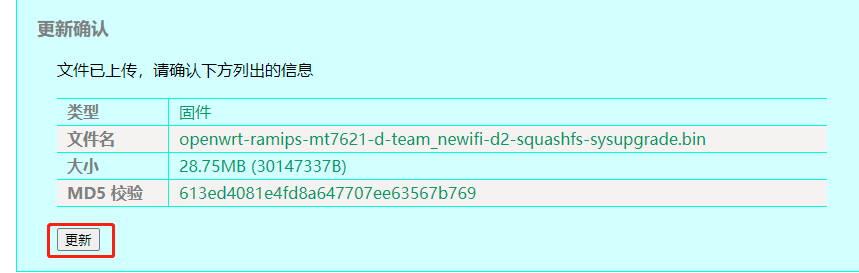 更新确认
文件已上传，请确认下方列出的信息
类型 固件
文件名 openwrt-ramips-mt7621-d-team_newifi-d2-squashfs-sysupgrade.bin
大小 28.75MB (30147337B)
MD5 校验 613ed4081e4fd8a647707ee63567b769
更新